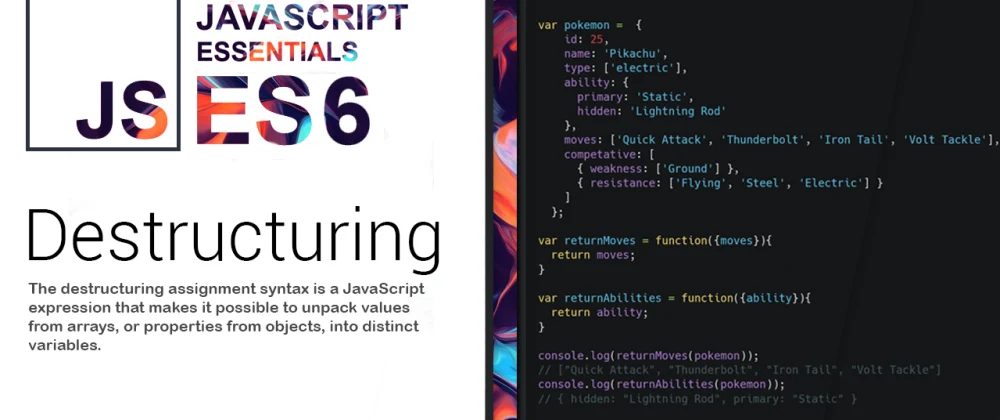 JAVASCRIPT
ESSENTIALS
JS ES6
Destructuring
The destructuring assignment syntax is a JavaScript
expression that makes it possible to unpack values
from arrays, or properties from objects, into distinct
variables.
var pokemon =  {
    id: 25,
    name: 'Pikachu',
    type: ['electric'],
    ability: {
      primary: 'Static',
      hidden: 'Lightning Rod'
    },
    moves: ['Quick Attack', 'Thunderbolt', 'Iron Tail', 'Volt Tackle'],
    competative: [
      { weakness: ['Ground'] },
      { resistance: ['Flying', 'Steel', 'Electric'] }
    ]
  };
var returnMoves = function({moves}){
  return moves;
}
var returnAbilities = function({ability}){
  return ability;
}
console.log(returnMoves(pokemon));
// ["Quick Attack", "Thunderbolt", "Iron Tail", "Volt Tackle"]
console.log(returnAbilities(pokemon));
// { hidden: "Lightning Rod", primary: "Static" }